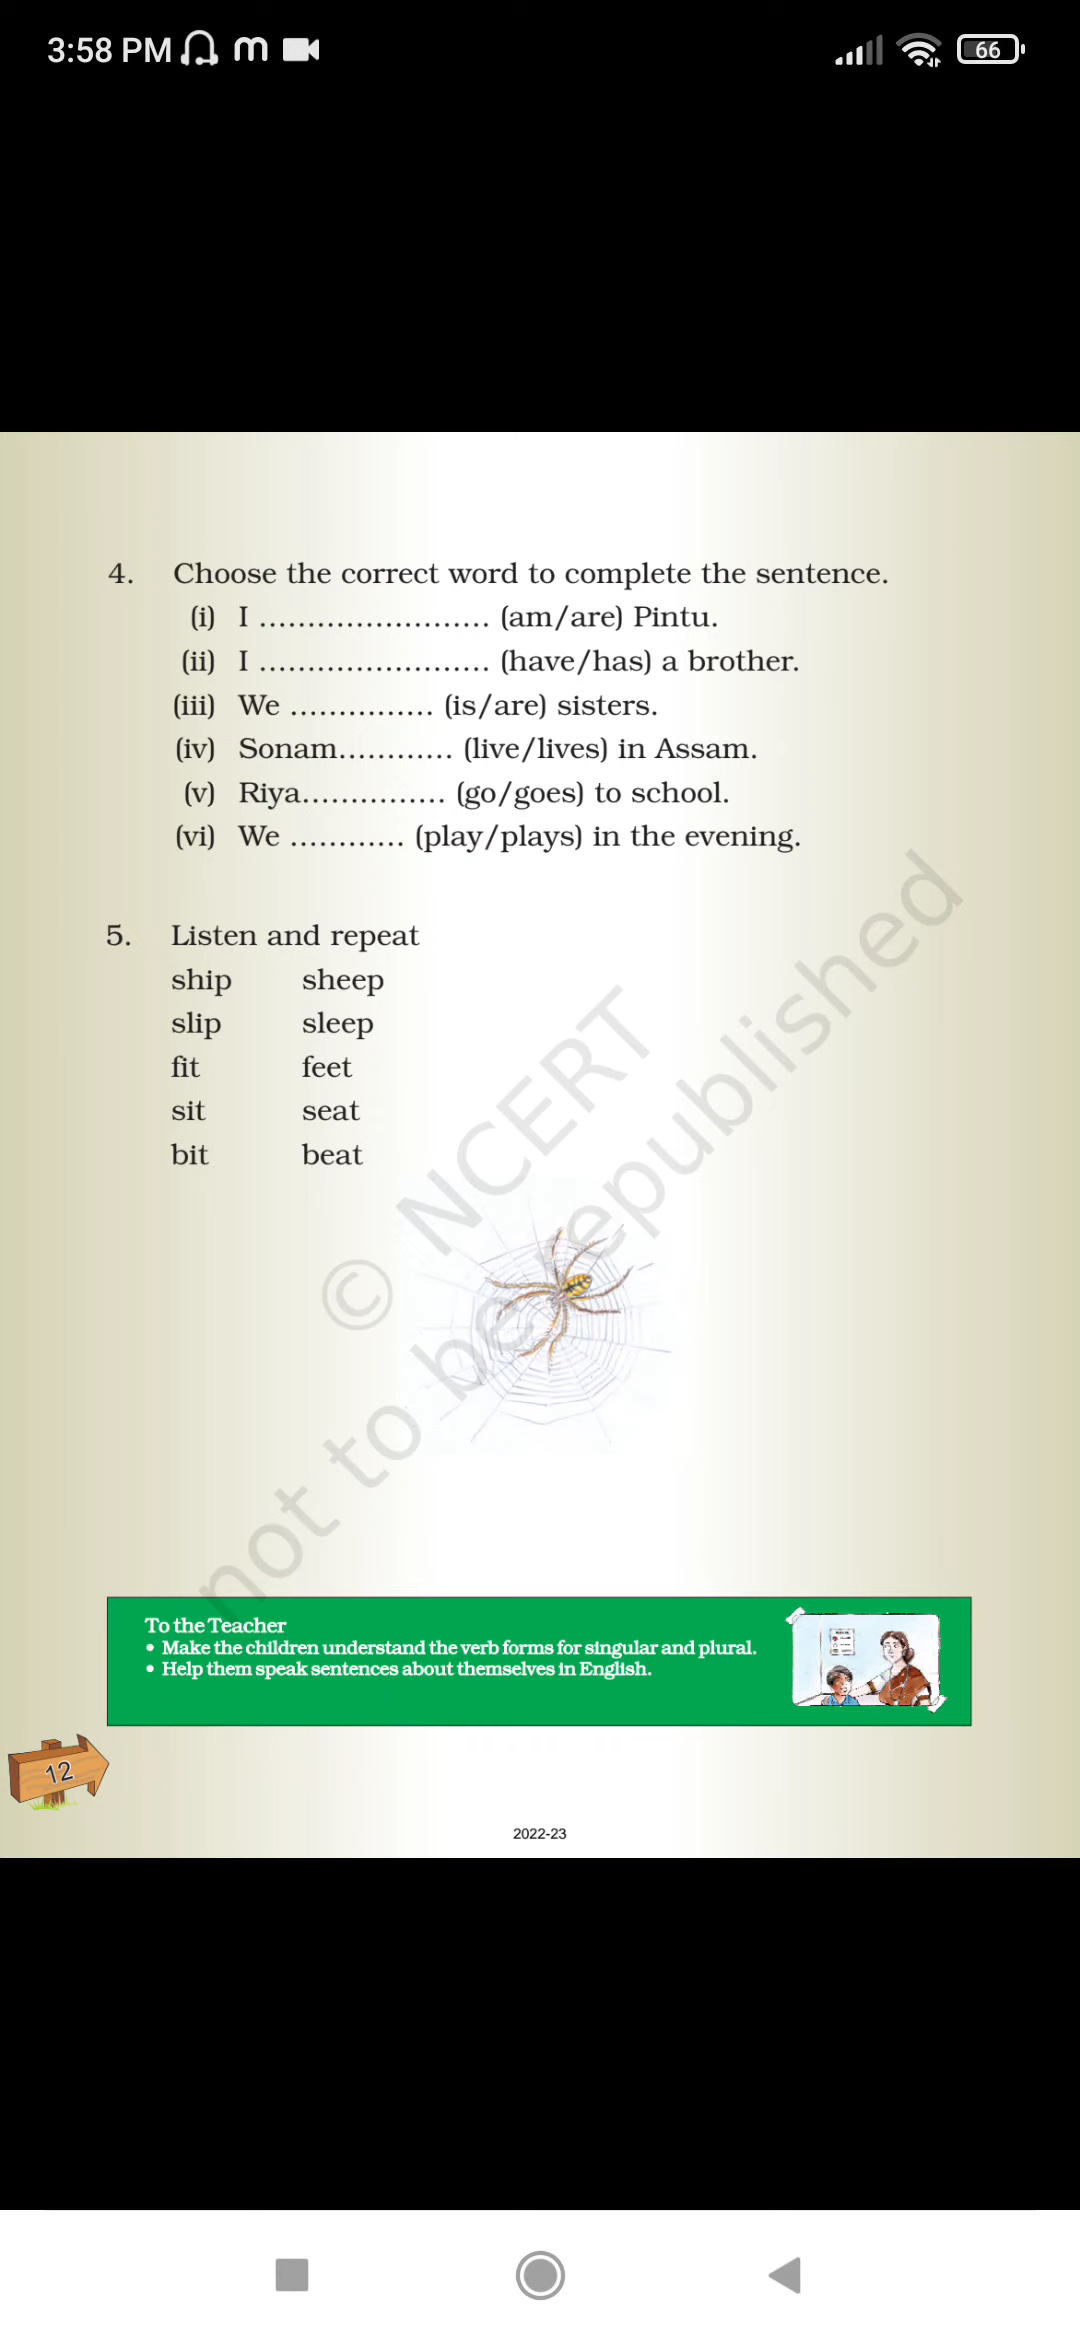 3:58 PM m 66
4. Choose the correct word to complete the sentence.
(i) I ........................ (am/are) Pintu.
(ii) I ........................ (have/has) a brother.
(iii) We ............... (is/are) sisters.
(iv) Sonam............ (live/lives) in Assam.
(v) Riya............... (go/goes) to school.
(vi) We ............ (play/plays) in the evening.
5. Listen and repeat
ship sheep
slip sleep
fit feet
sit seat
bit beat
© NCERT
not to be republished
To the Teacher
• Make the children understand the verb forms for singular and plural.
• Help them speak sentences about themselves in English.
12
2022-23